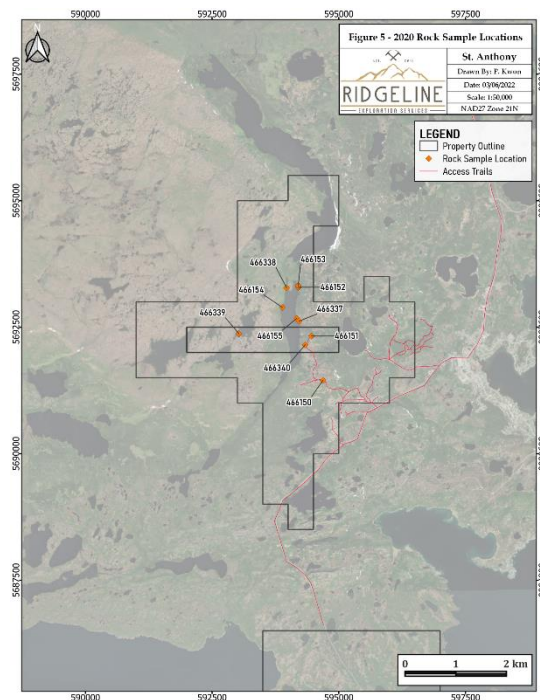 590000
592500
595000
597500
Figure 5 - 2020 Rock Sample Locations
RIDGELINE
EXPLORATION SERVICES
St. Anthony
Drawn By: P. Kwon
Date: 03/06/2022
Scale: 1:50,000
NAD27 Zone 21N
LEGEND
Property Outline
Rock Sample Location
Access Trails
5697500
5695000
5692500
5690000
5687500
466338
466153
466154
466152
466339
466337
466155
466151
466340
466150
0 1 2 km
590000
592500
595000
597500